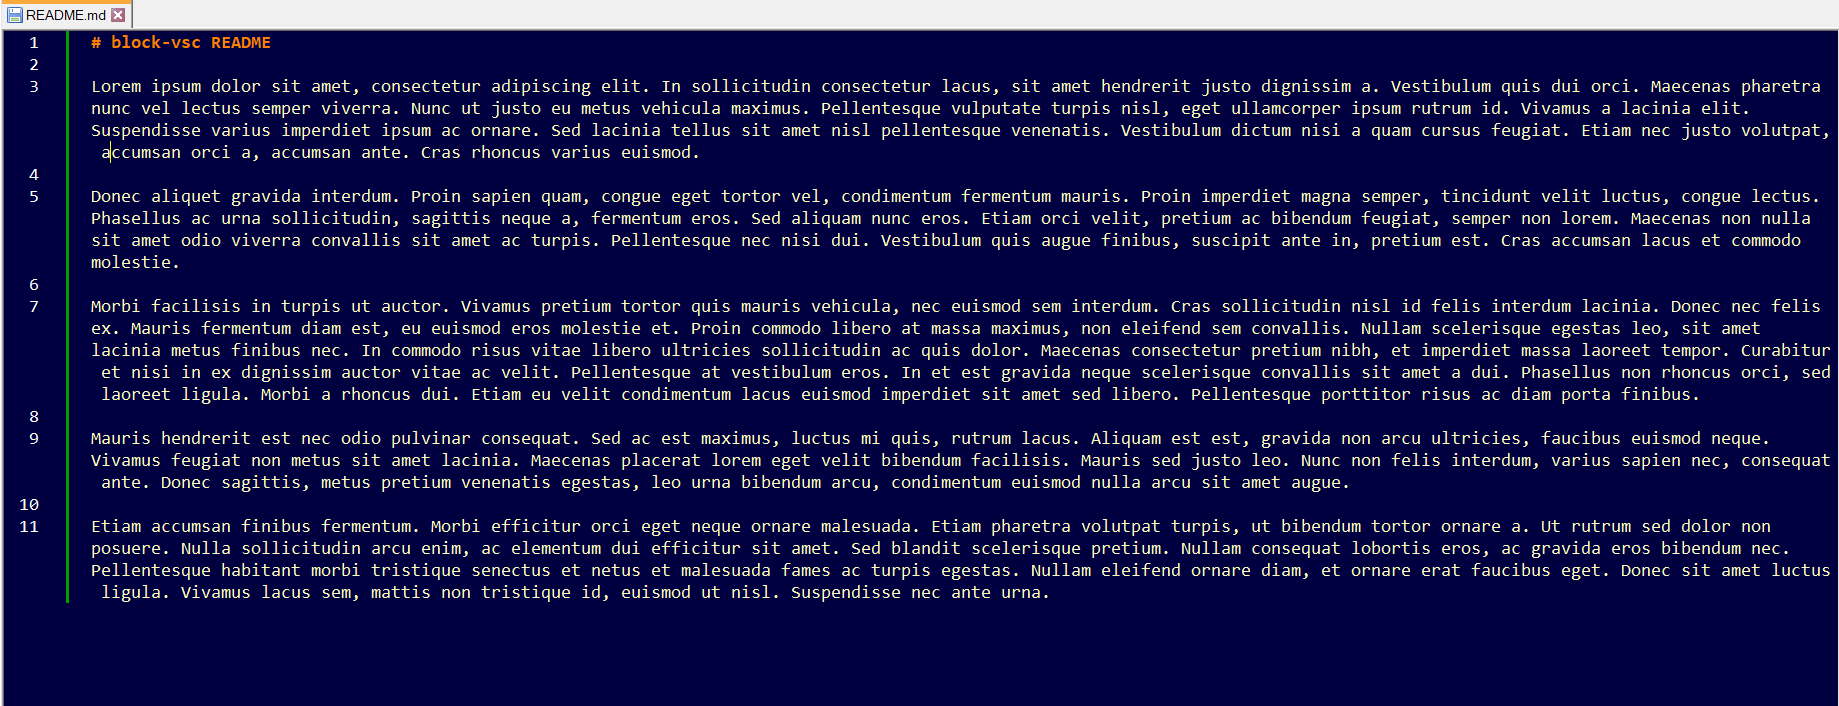 README.md
1 # block-vsc README
2
3 Lorem ipsum dolor sit amet, consectetur adipiscing elit. In sollicitudin consectetur lacus, sit amet hendrerit justo dignissim a. Vestibulum quis dui orci. Maecenas pharetra
nunc vel lectus semper viverra. Nunc ut justo eu metus vehicula maximus. Pellentesque vulputate turpis nisl, eget ullamcorper ipsum rutrum id. Vivamus a lacinia elit.
Suspendisse varius imperdiet ipsum ac ornare. Sed lacinia tellus sit amet nisl pellentesque venenatis. Vestibulum dictum nisi a quam cursus feugiat. Etiam nec justo volutpat,
accumsan orci a, accumsan ante. Cras rhoncus varius euismod.
4
5 Donec aliquet gravida interdum. Proin sapien quam, congue eget tortor vel, condimentum fermentum mauris. Proin imperdiet magna semper, tincidunt velit luctus, congue lectus.
Phasellus ac urna sollicitudin, sagittis neque a, fermentum eros. Sed aliquam nunc eros. Etiam orci velit, pretium ac bibendum feugiat, semper non lorem. Maecenas non nulla
sit amet odio viverra convallis sit amet ac turpis. Pellentesque nec nisi dui. Vestibulum quis augue finibus, suscipit ante in, pretium est. Cras accumsan lacus et commodo
molestie.
6
7 Morbi facilisis in turpis ut auctor. Vivamus pretium tortor quis mauris vehicula, nec euismod sem interdum. Cras sollicitudin nisl id felis interdum lacinia. Donec nec felis
ex. Mauris fermentum diam est, eu euismod eros molestie et. Proin commodo libero at massa maximus, non eleifend sem convallis. Nullam scelerisque egestas leo, sit amet
lacinia metus finibus nec. In commodo risus vitae libero ultricies sollicitudin ac quis dolor. Maecenas consectetur pretium nibh, et imperdiet massa laoreet tempor. Curabitur
et nisi in ex dignissim auctor vitae ac velit. Pellentesque at vestibulum eros. In et est gravida neque scelerisque convallis sit amet a dui. Phasellus non rhoncus orci, sed
laoreet ligula. Morbi a rhoncus dui. Etiam eu velit condimentum lacus euismod imperdiet sit amet sed libero. Pellentesque porttitor risus ac diam porta finibus.
8
9 Mauris hendrerit est nec odio pulvinar consequat. Sed ac est maximus, luctus mi quis, rutrum lacus. Aliquam est est, gravida non arcu ultricies, faucibus euismod neque.
Vivamus feugiat non metus sit amet lacinia. Maecenas placerat lorem eget velit bibendum facilisis. Mauris sed justo leo. Nunc non felis interdum, varius sapien nec, consequat
ante. Donec sagittis, metus pretium venenatis egestas, leo urna bibendum arcu, condimentum euismod nulla arcu sit amet augue.
10
11 Etiam accumsan finibus fermentum. Morbi efficitur orci eget neque ornare malesuada. Etiam pharetra volutpat turpis, ut bibendum tortor ornare a. Ut rutrum sed dolor non
posuere. Nulla sollicitudin arcu enim, ac elementum dui efficitur sit amet. Sed blandit scelerisque pretium. Nullam consequat lobortis eros, ac gravida eros bibendum nec.
Pellentesque habitant morbi tristique senectus et netus et malesuada fames ac turpis egestas. Nullam eleifend ornare diam, et ornare erat faucibus eget. Donec sit amet luctus
ligula. Vivamus lacus sem, mattis non tristique id, euismod ut nisl. Suspendisse nec ante urna.